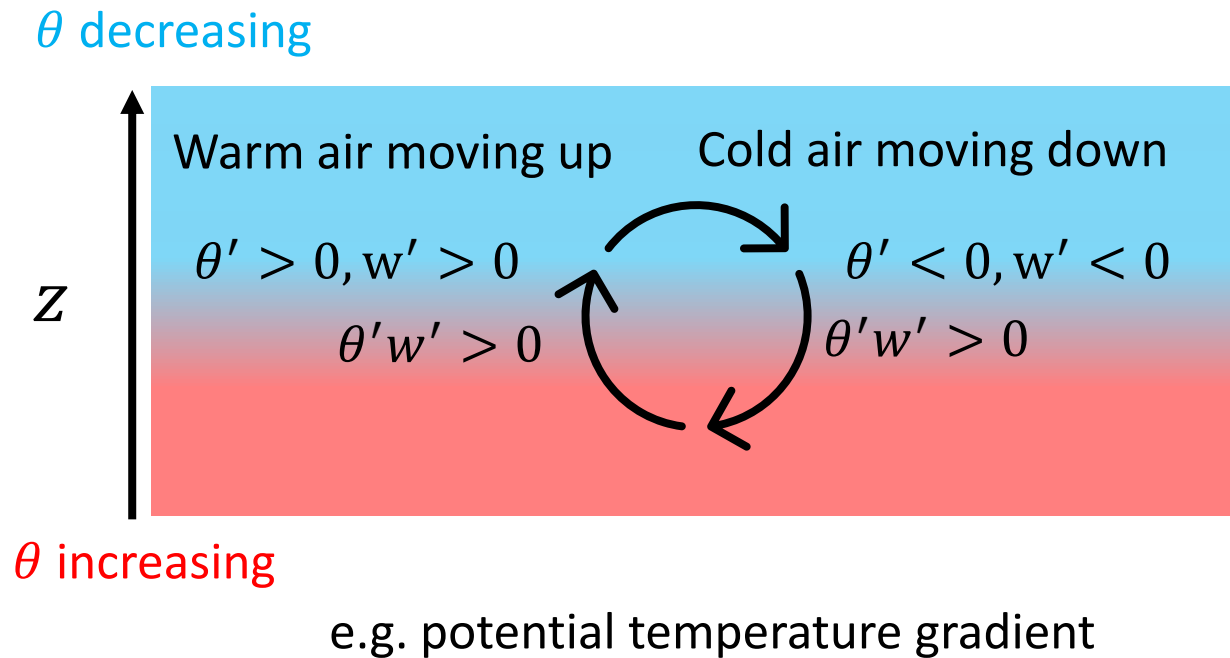 θ decreasing
Warm air moving up
Cold air moving down
θ′ > 0, w′ > 0
θ′ < 0, w′ < 0
z
θ′w′ > 0
θ′w′ > 0
θ increasing
e.g. potential temperature gradient